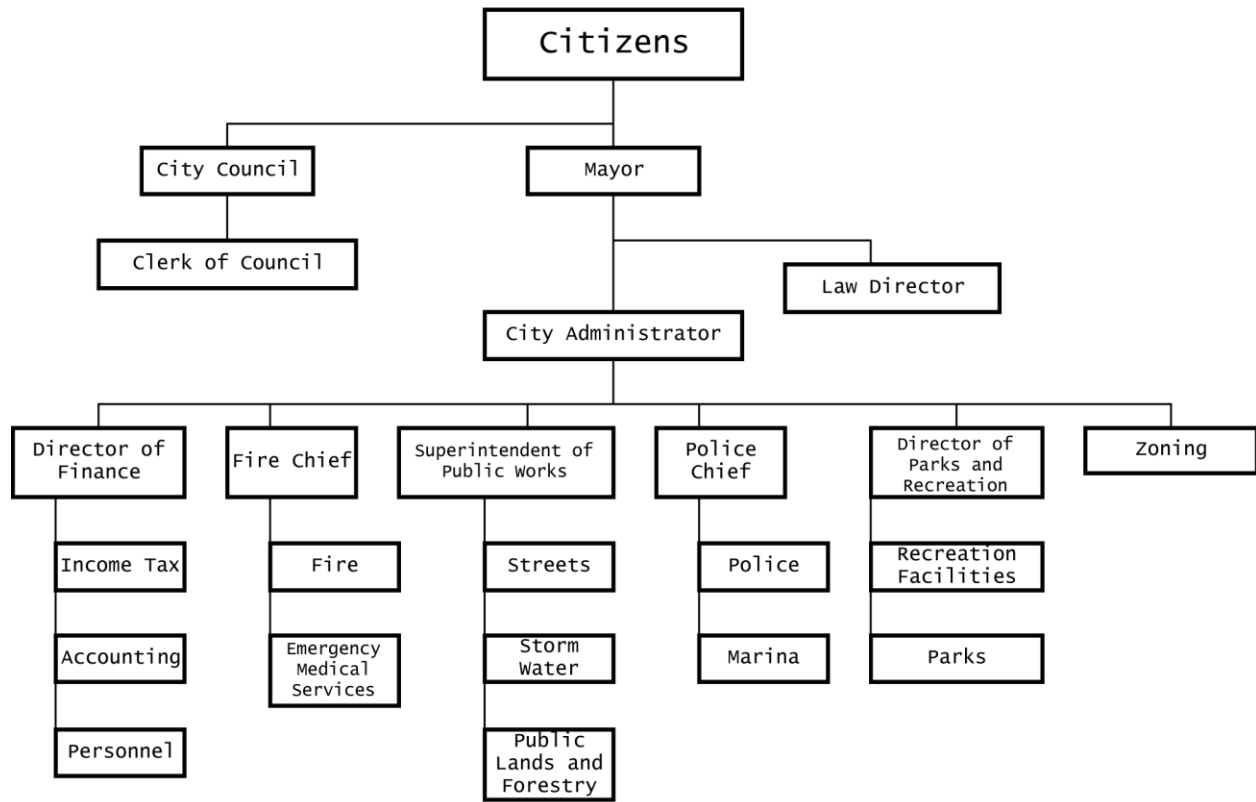 Citizens
City Council
Mayor
Clerk of Council
Law Director
City Administrator
Director of
Finance
Fire Chief
Superintendent of
Public Works
Police
Chief
Director of
Parks and
Recreation
Zoning
Income Tax
Fire
Streets
Police
Recreation
Facilities
Accounting
Emergency
Medical
Services
Storm
Water
Marina
Parks
Personnel
Public
Lands and
Forestry